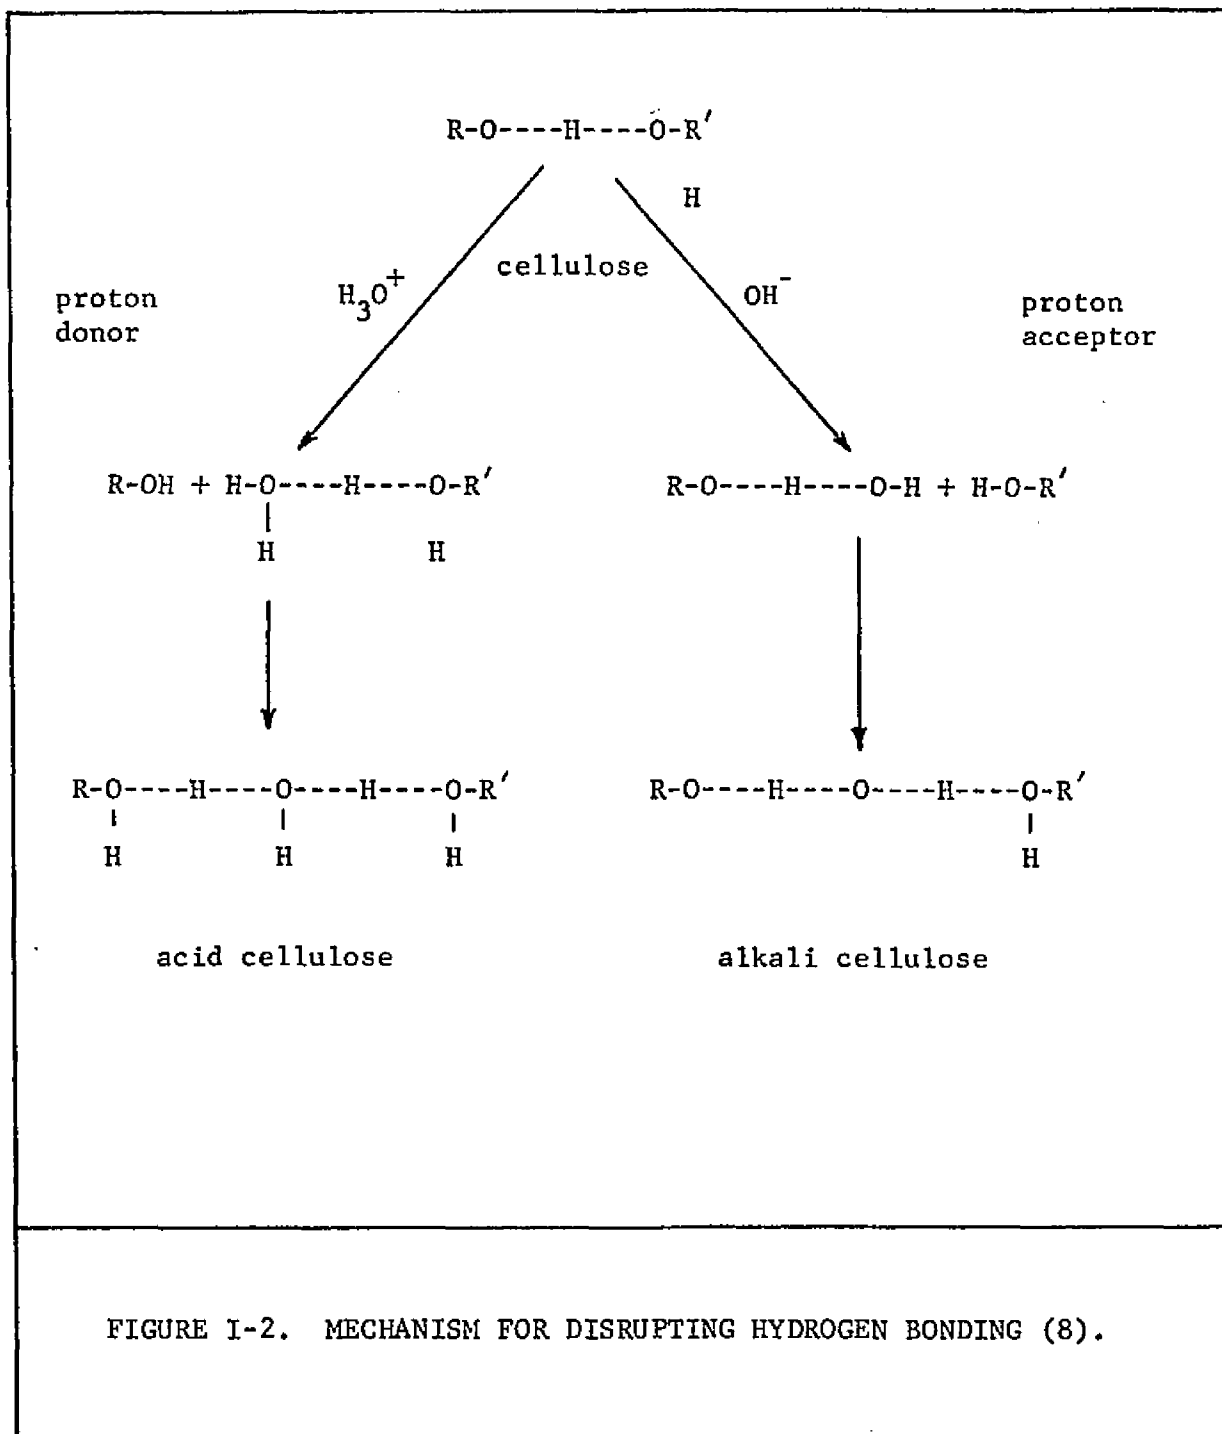 R-O----H----O-R′
H
cellulose
H3O+
OH-
proton
donor
proton
acceptor
R-OH + H-O----H----O-R′
H H
R-O----H----O-H + H-O-R′
R-O----H----O----H----O-R′
H H H
R-O----H----O----H----O-R′
H
acid cellulose
alkali cellulose
FIGURE I-2. MECHANISM FOR DISRUPTING HYDROGEN BONDING (8).